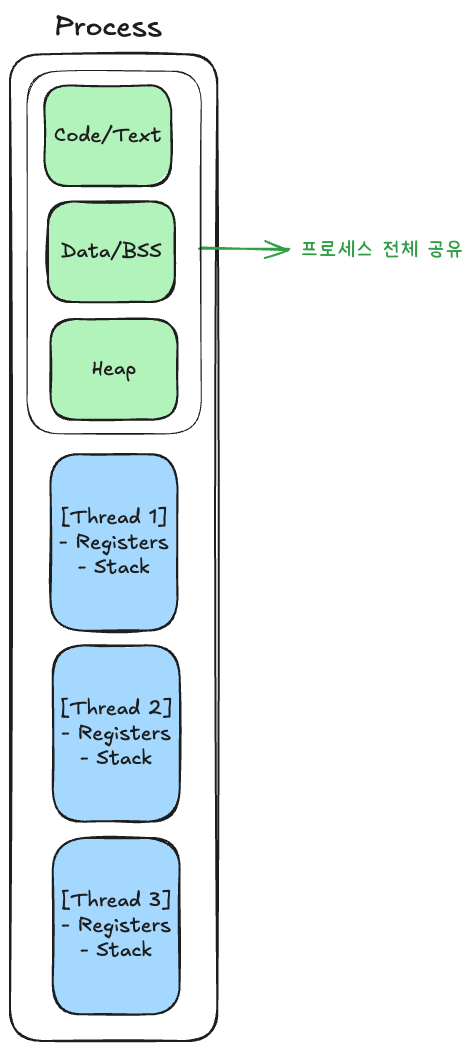 Process
Code/Text
Data/BSS
프로세스 전체 공유
Heap
[Thread 1]
- Registers
- Stack
[Thread 2]
- Registers
- Stack
[Thread 3]
- Registers
- Stack